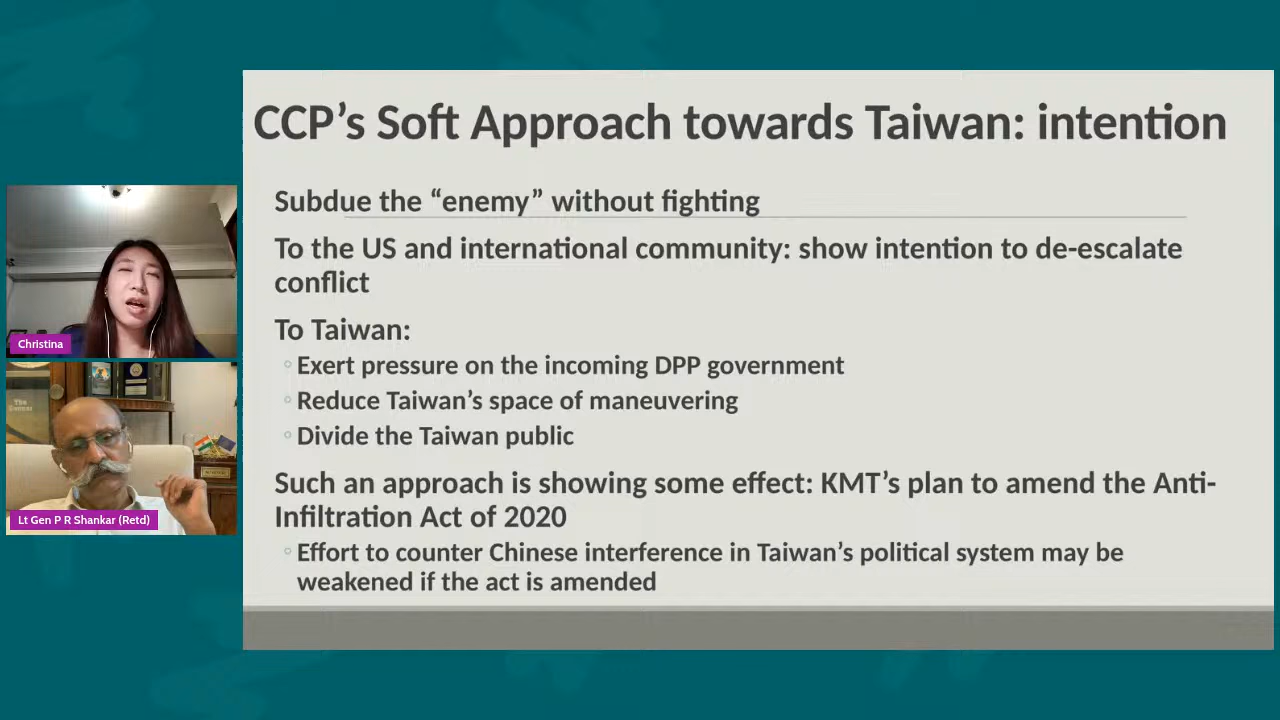 CCP’s Soft Approach towards Taiwan: intention
Subdue the “enemy” without fighting
To the US and international community: show intention to de-escalate
conflict
To Taiwan:
◦Exert pressure on the incoming DPP government
◦Reduce Taiwan’s space of maneuvering
◦Divide the Taiwan public
Such an approach is showing some effect: KMT’s plan to amend the Anti-
Infiltration Act of 2020
◦Effort to counter Chinese interference in Taiwan’s political system may be
weakened if the act is amended
Christina
Lt Gen P R Shankar (Retd)